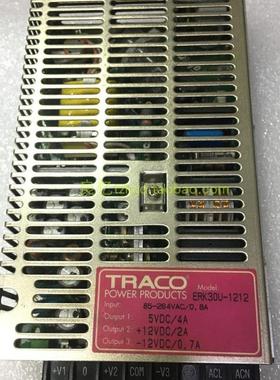 TRACO
POWER PRODUCTS
Model:
ERK30U-1212
Input: 85-264VAC/0,8A
Output 1: 5VDC/4A
Output 2: +12VDC/2A
Output 3: -12VDC/0,7A
+V1 0 +V2 COM -V3 ACL ACN